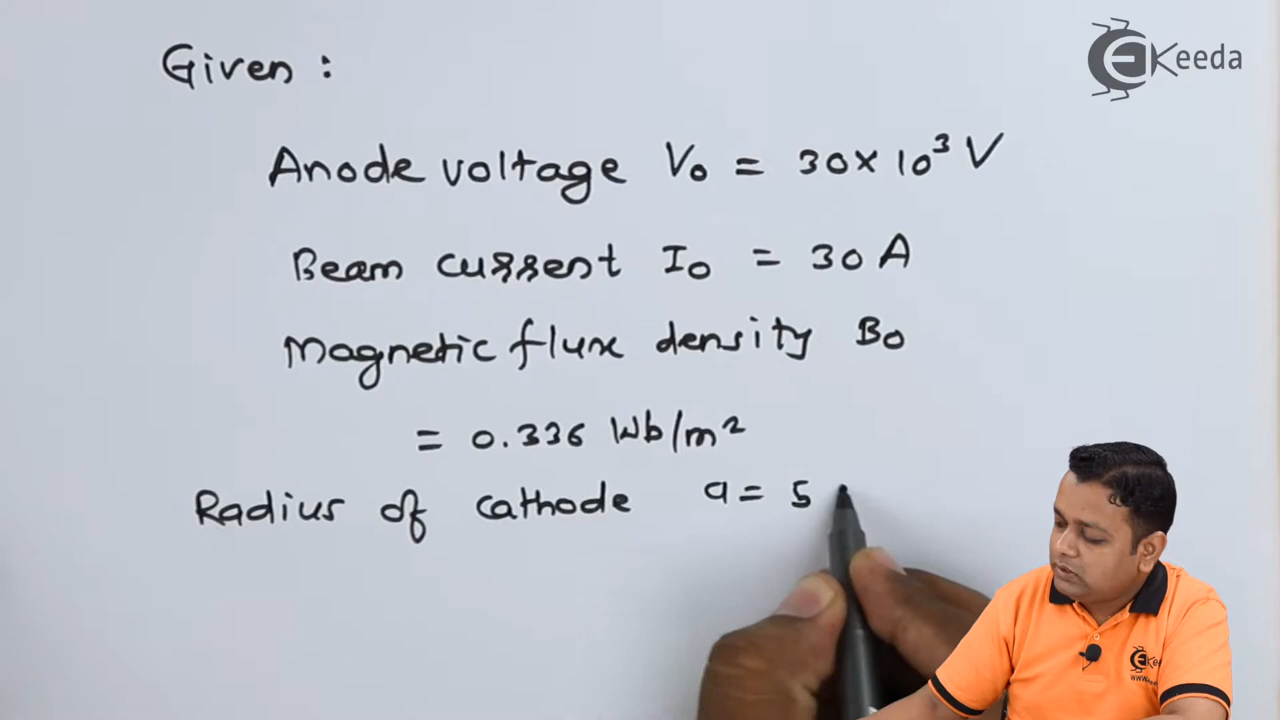 EKeeda
Given :
Anode voltage V₀ = 30 × 10³ V
Beam current I₀ = 30 A
Magnetic flux density B₀
= 0.336 Wb/m²
Radius of cathode a = 5